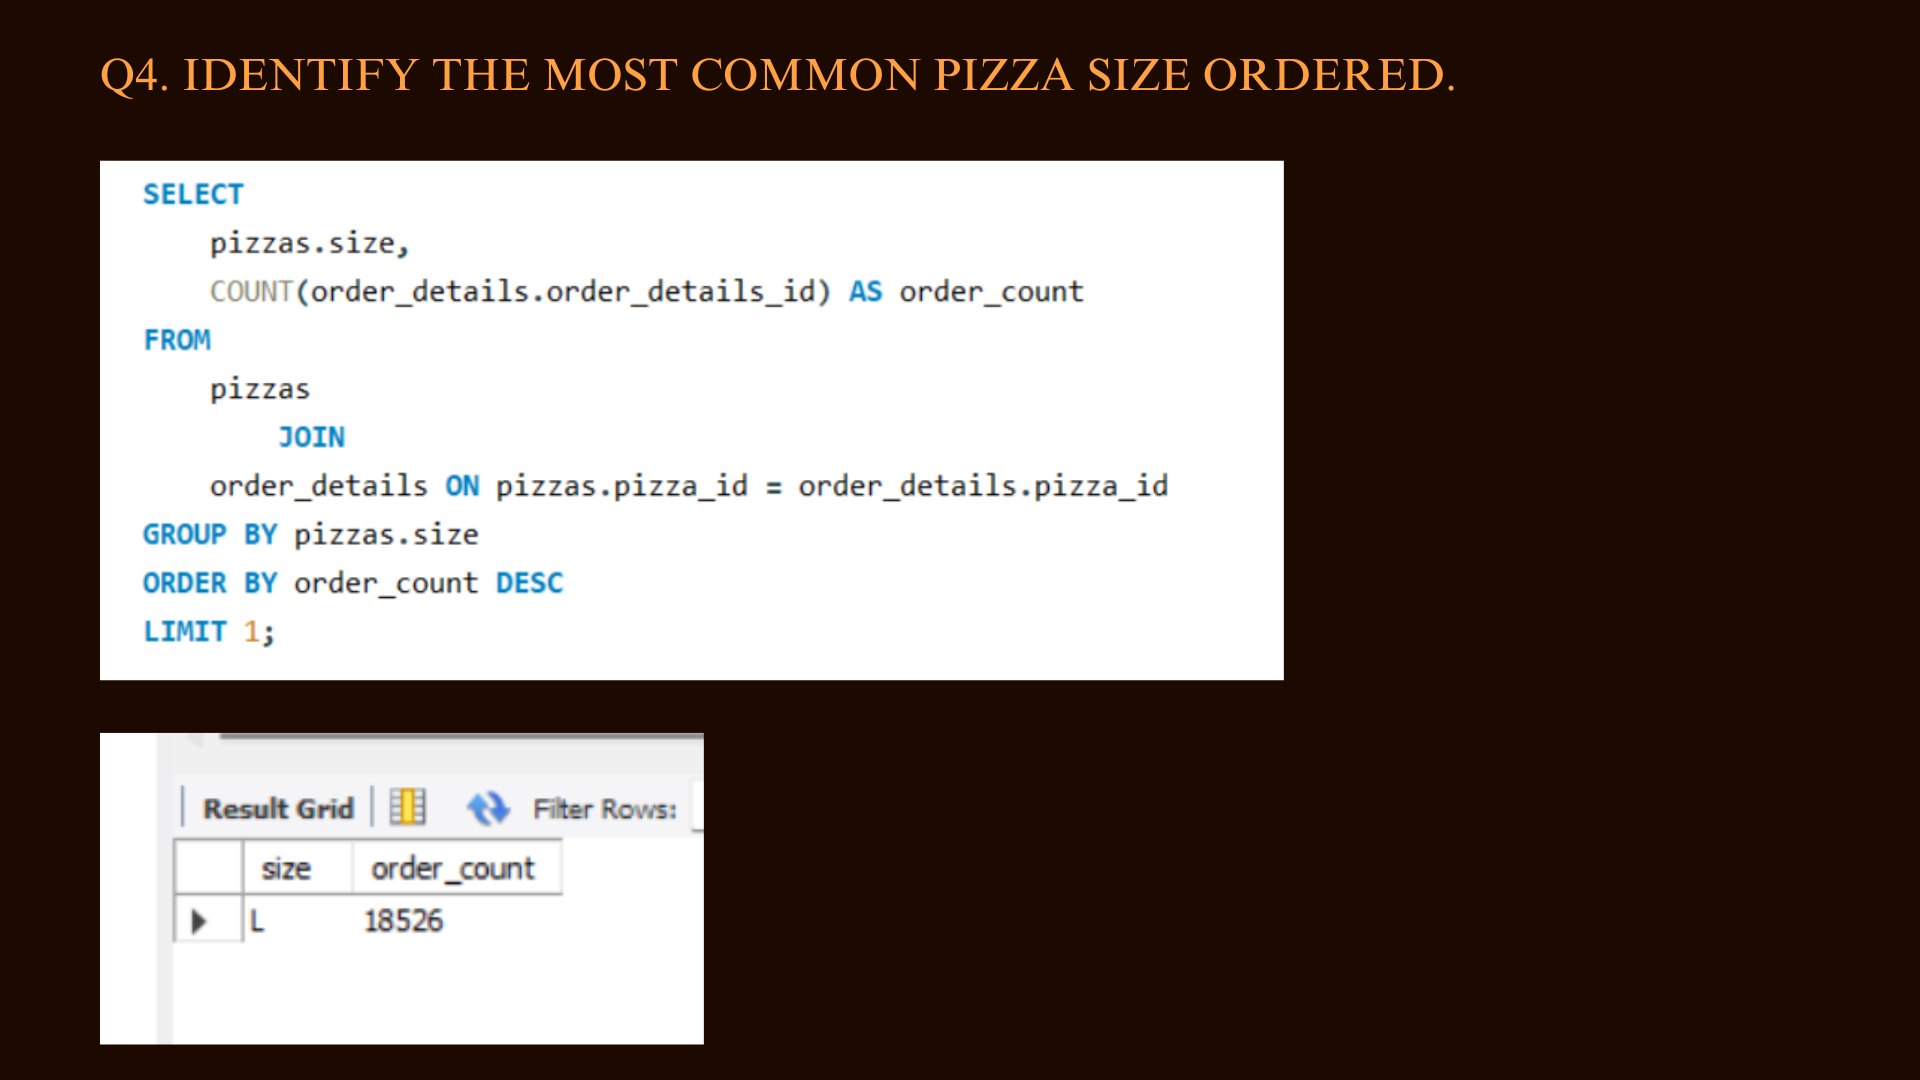 Q4. IDENTIFY THE MOST COMMON PIZZA SIZE ORDERED.
SELECT
pizzas.size,
COUNT(order_details.order_details_id) AS order_count
FROM
pizzas
JOIN
order_details ON pizzas.pizza_id = order_details.pizza_id
GROUP BY pizzas.size
ORDER BY order_count DESC
LIMIT 1;
Result Grid Filter Rows:
size order_count
L 18526